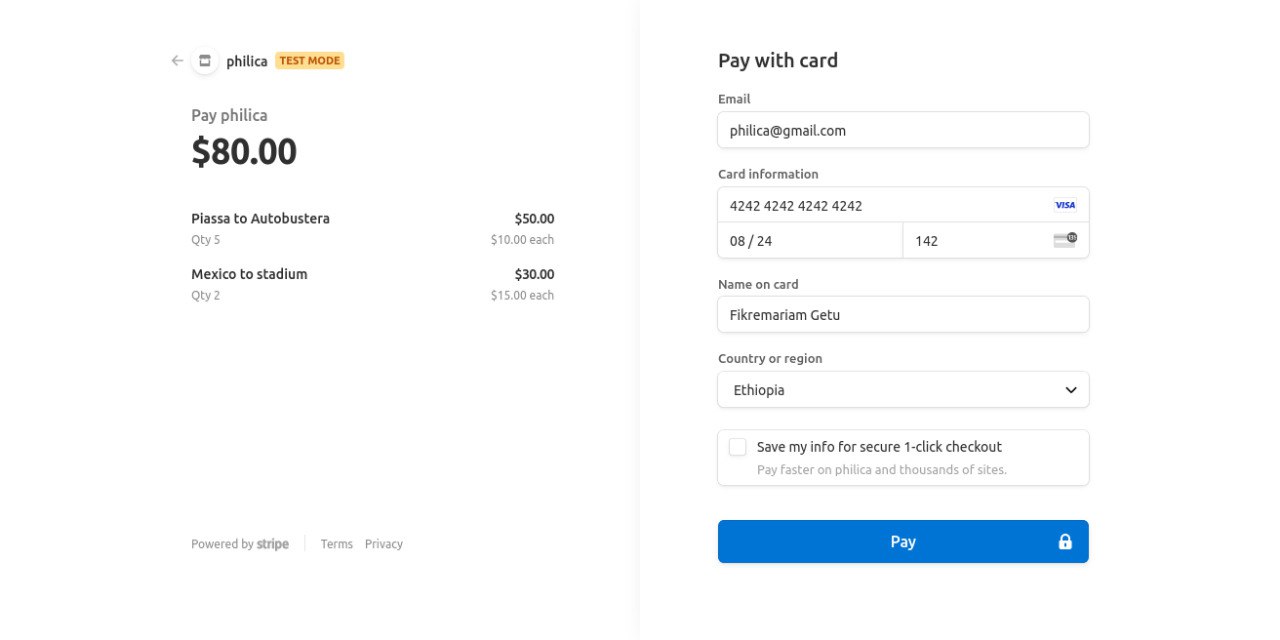 philica TEST MODE
Pay philica
$80.00
Piassa to Autobustera $50.00
Qty 5 $10.00 each
Mexico to stadium $30.00
Qty 2 $15.00 each
Powered by stripe Terms Privacy
Pay with card
Email
philica@gmail.com
Card information
4242 4242 4242 4242 VISA
08 / 24 142
Name on card
Fikremariam Getu
Country or region
Ethiopia
Save my info for secure 1-click checkout
Pay faster on philica and thousands of sites.
Pay